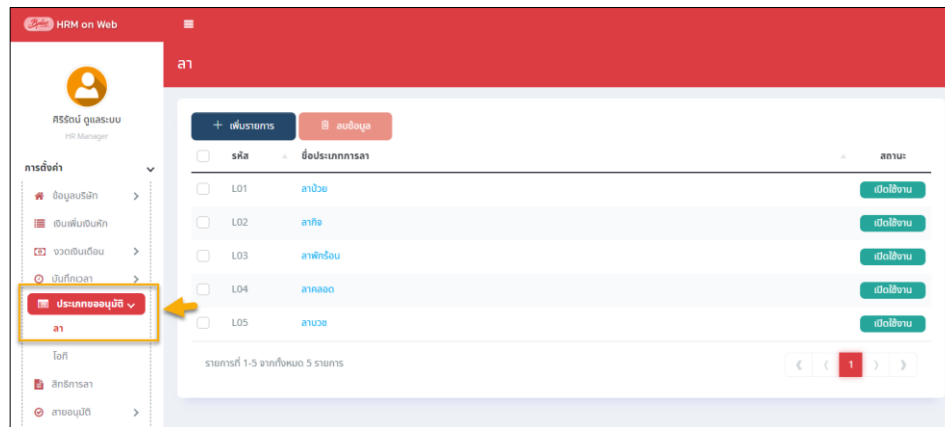 Bplus HRM on Web
ลา
ศิริรัตน์ ดูแลระบบ
HR Manager
การตั้งค่า
ข้อมูลบริษัท
เงินเพิ่มเงินหัก
งวดเงินเดือน
บันทึกเวลา
ประเภทขออนุมัติ
ลา
โอที
สิทธิการลา
สายอนุมัติ
+ เพิ่มรายการ
ลบข้อมูล
รหัส ชื่อประเภทการลา สถานะ
L01 ลาป่วย เปิดใช้งาน
L02 ลากิจ เปิดใช้งาน
L03 ลาพักร้อน เปิดใช้งาน
L04 ลาคลอด เปิดใช้งาน
L05 ลาบวช เปิดใช้งาน
รายการที่ 1-5 จากทั้งหมด 5 รายการ
1